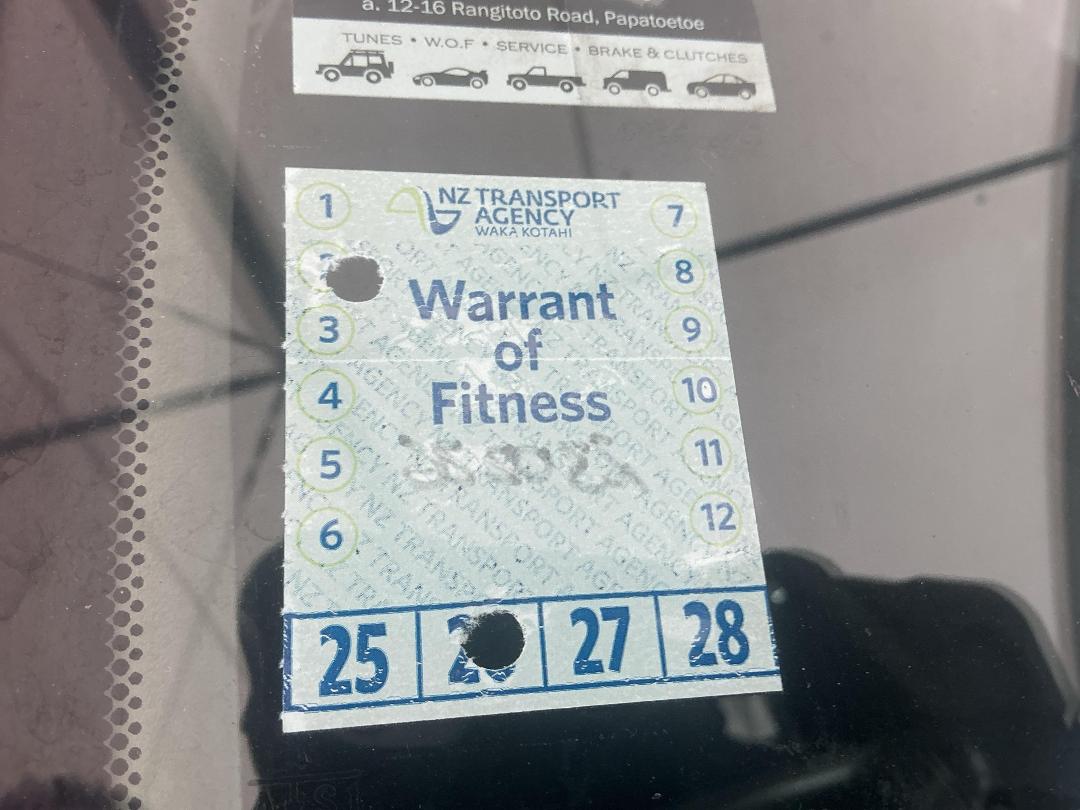 a. 12-16 Rangitoto Road, Papatoetoe
TUNES • W.O.F • SERVICE • BRAKE & CLUTCHES
NZ TRANSPORT
AGENCY
WAKA KOTAHI
Warrant
of
Fitness
1
3
4
5
6
7
8
9
10
11
12
25
27
28